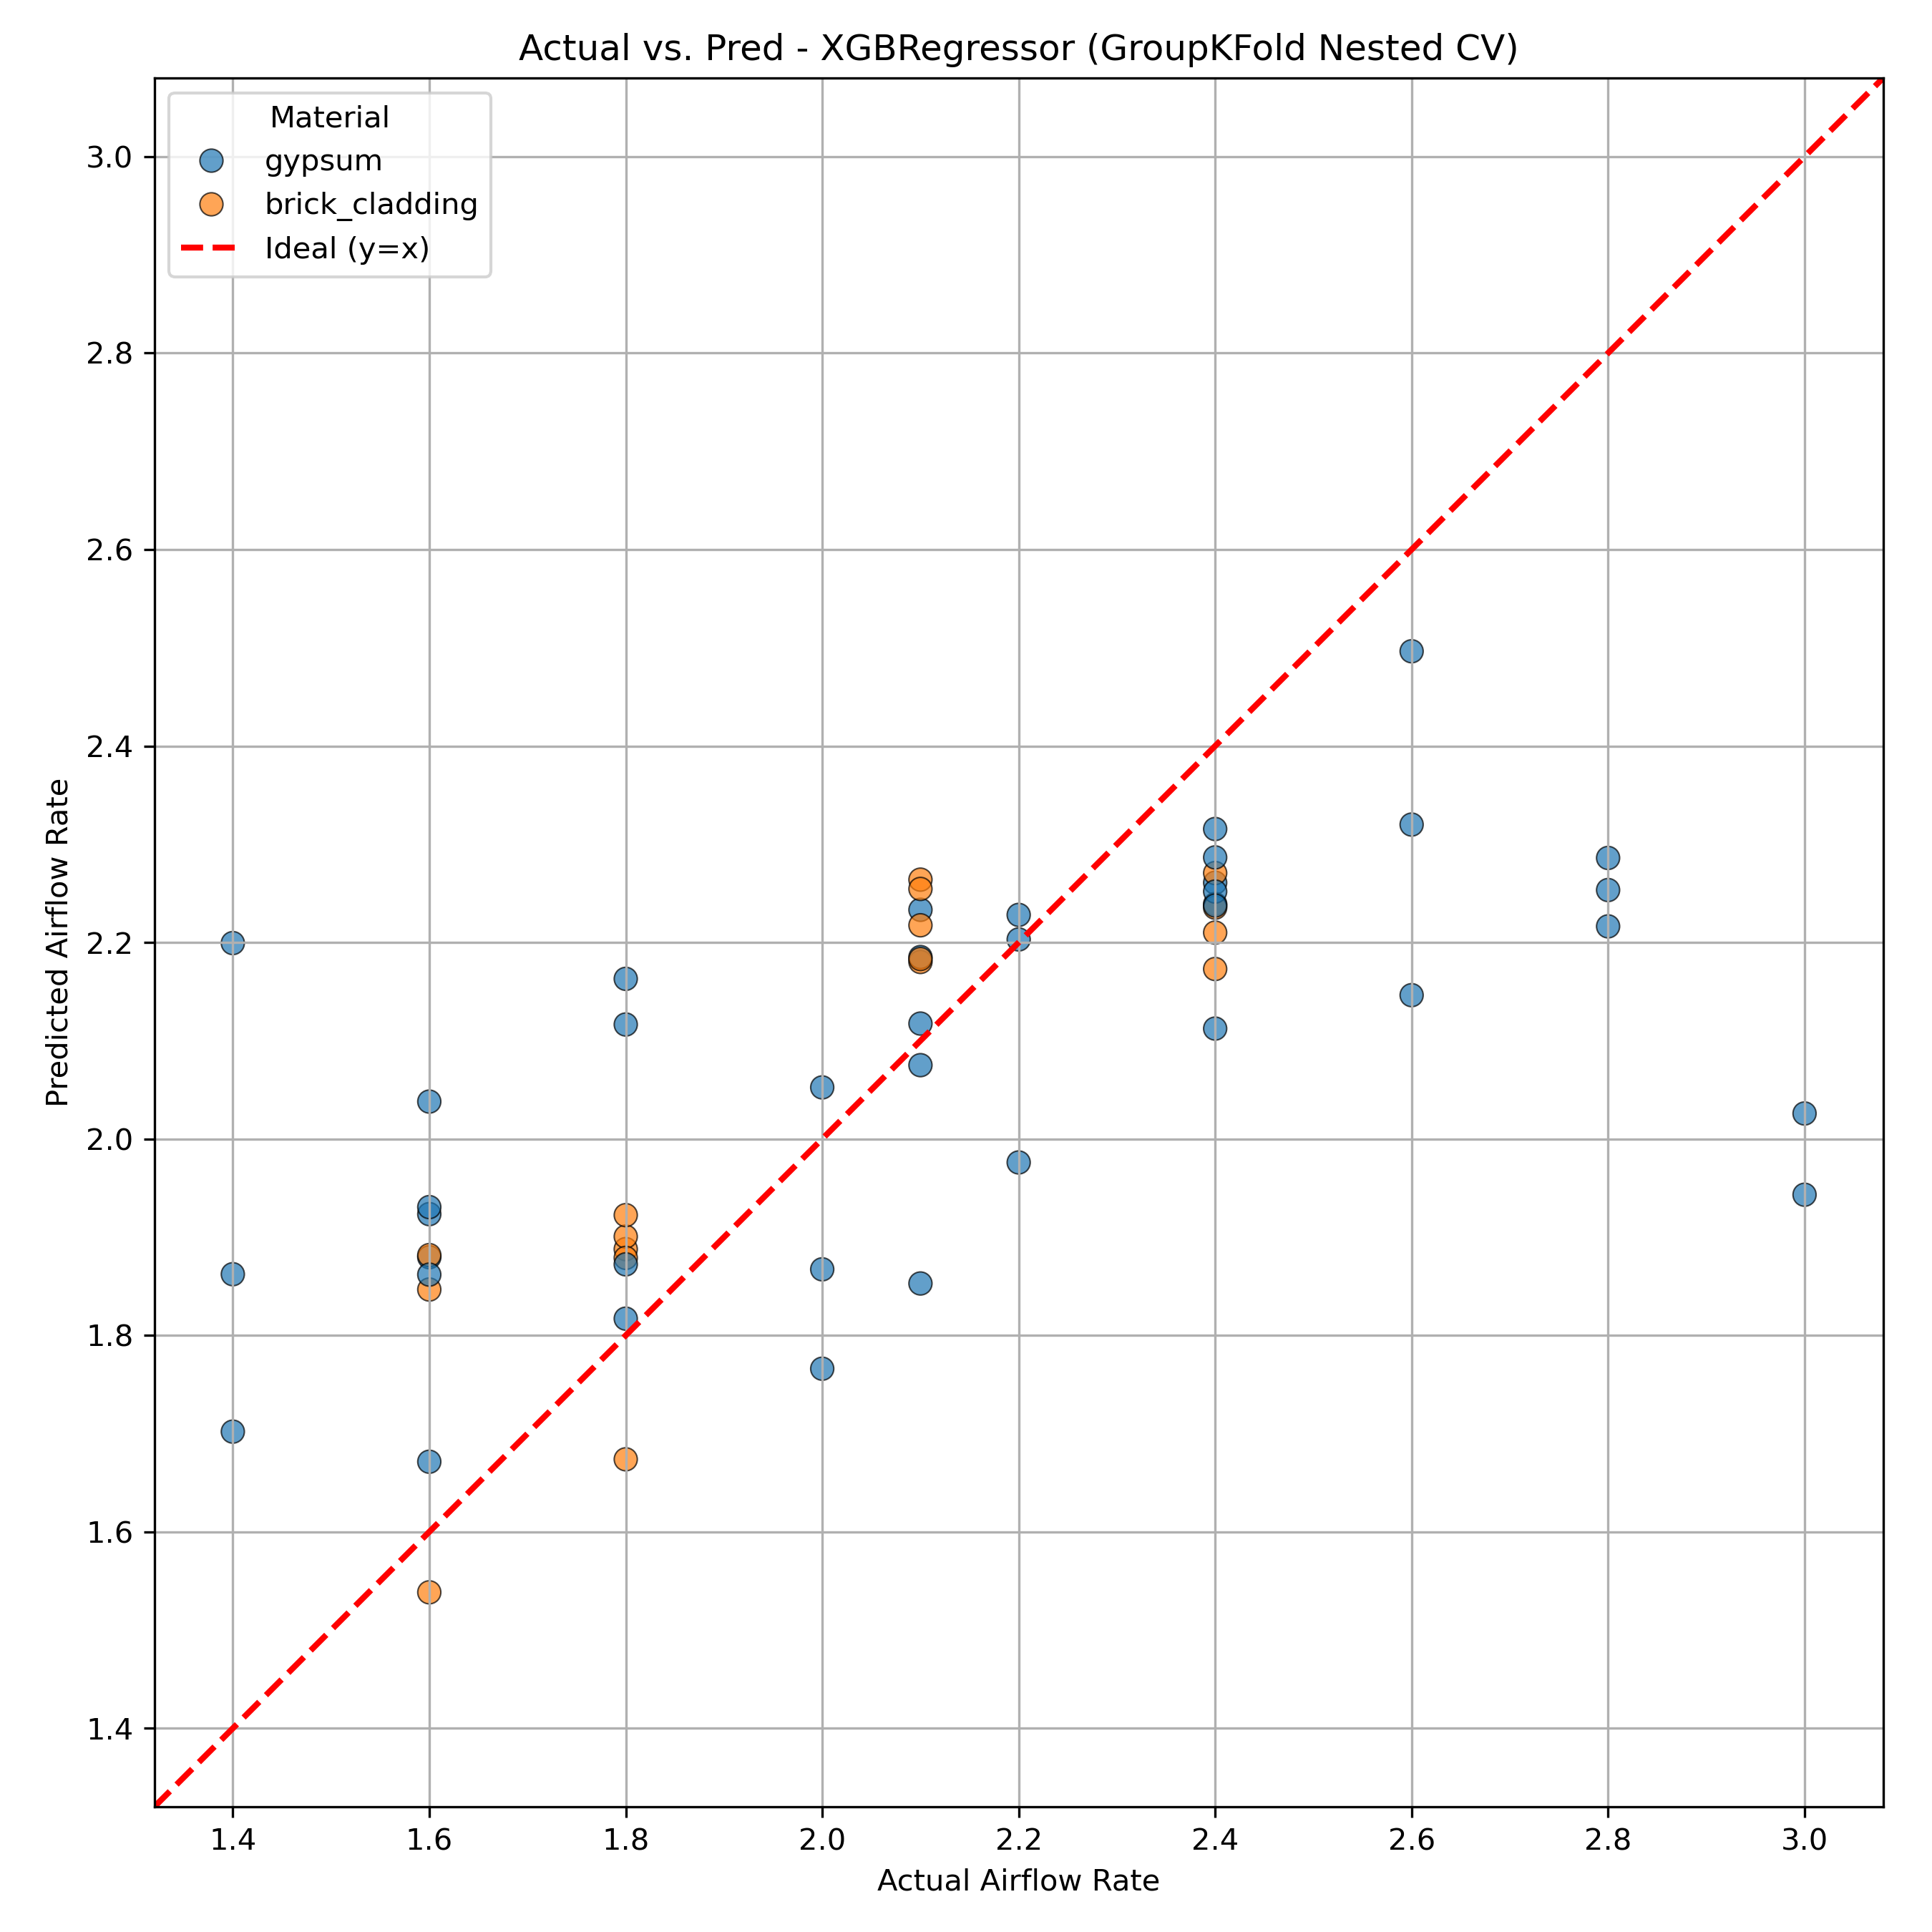 Actual vs. Pred - XGBRegressor (GroupKFold Nested CV)
Material
gypsum
brick_cladding
Ideal (y=x)
3.0
2.8
2.6
2.4
2.2
2.0
1.8
1.6
1.4
Predicted Airflow Rate
1.4 1.6 1.8 2.0 2.2 2.4 2.6 2.8 3.0
Actual Airflow Rate